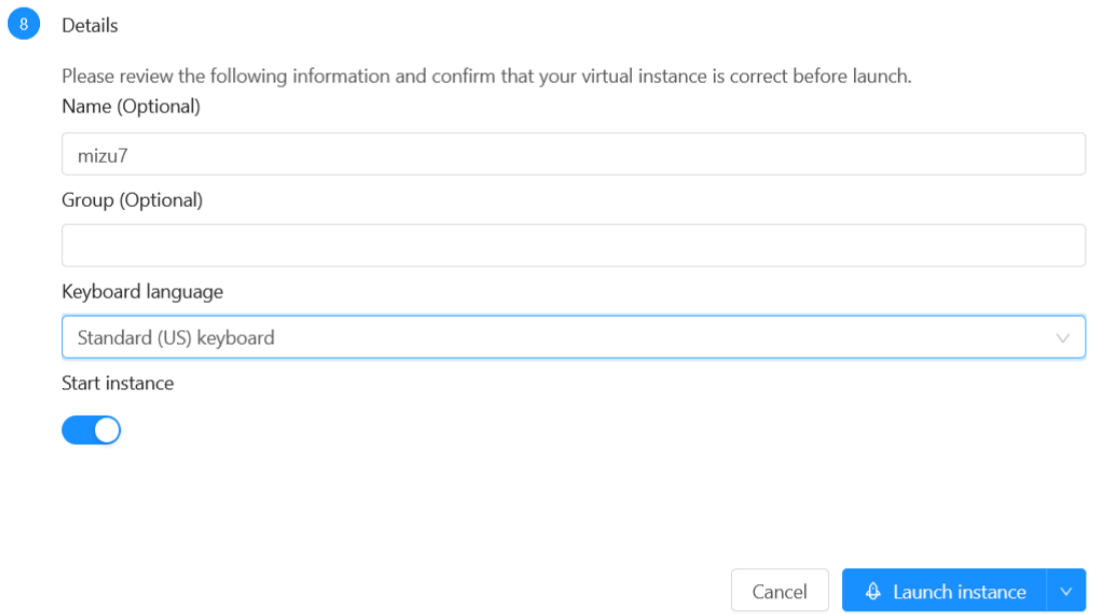 8
Details
Please review the following information and confirm that your virtual instance is correct before launch.
Name (Optional)
mizu7
Group (Optional)
Keyboard language
Standard (US) keyboard
Start instance
Cancel
Launch instance